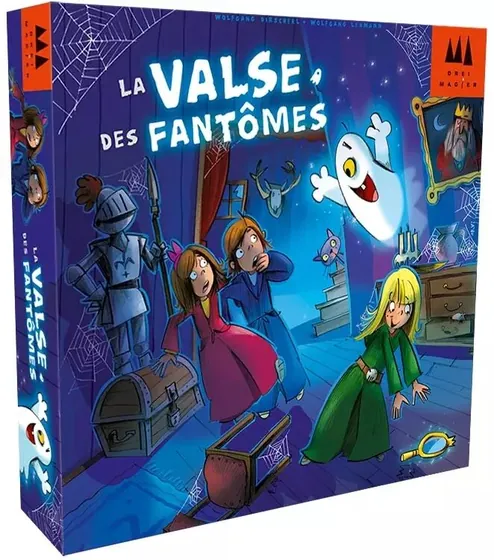 WOLFGANG DIRSCHERL • WOLFGANG LEHMANN
LA VALSE
DES FANTÔMES
DREI
MAGIER
LA
VALSE
DES
FANTÔMES